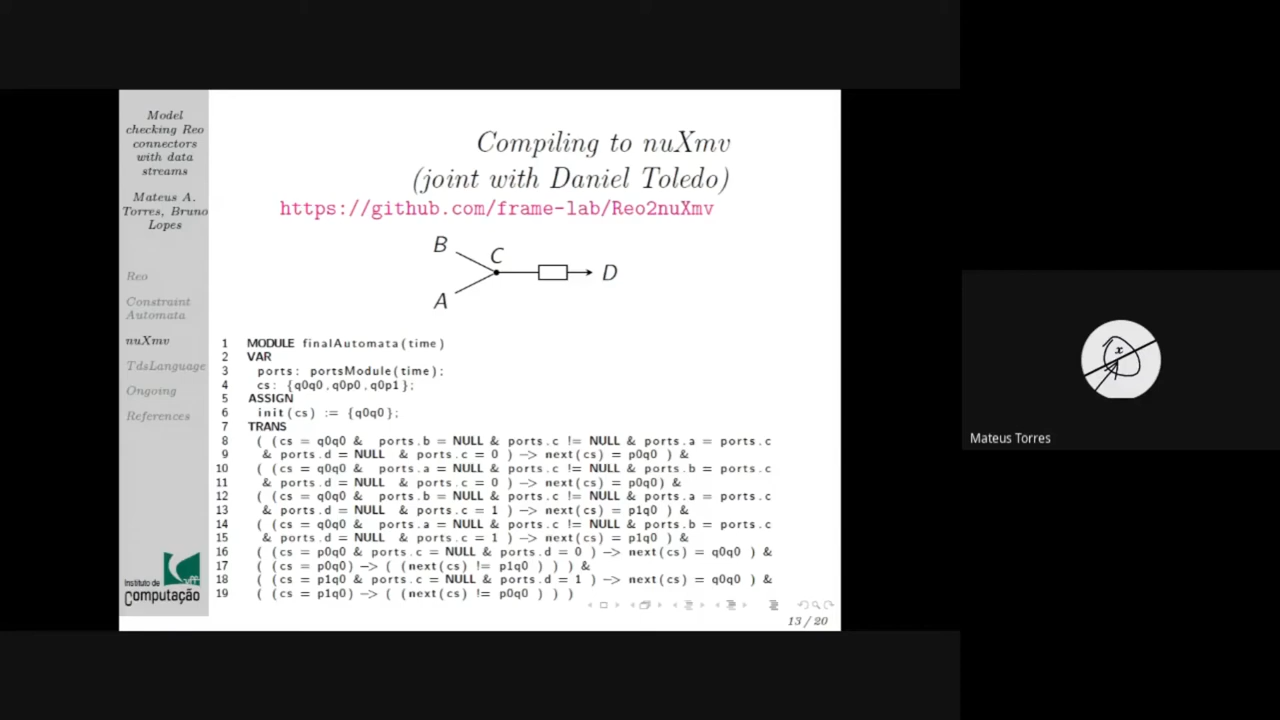 Model
checking Reo
connectors
with data
streams
Mateus A.
Torres, Bruno
Lopes
Reo
Constraint
Automata
nuXmv
TdsLanguage
Ongoing
References
Instituto de
Computação
uff
Compiling to nuXmv
(joint with Daniel Toledo)
https://github.com/frame-lab/Reo2nuXmv
B
C
D
A
1 MODULE finalAutomata(time)
2 VAR
3 ports: portsModule(time);
4 cs: {q0q0,q0p0,q0p1};
5 ASSIGN
6 init(cs) := {q0q0};
7 TRANS
8 ( (cs = q0q0 & ports.b = NULL & ports.c != NULL & ports.a = ports.c
9 & ports.d = NULL & ports.c = 0 ) -> next(cs) = p0q0 ) &
10 ( (cs = q0q0 & ports.a = NULL & ports.c != NULL & ports.b = ports.c
11 & ports.d = NULL & ports.c = 0 ) -> next(cs) = p0q0) &
12 ( (cs = q0q0 & ports.b = NULL & ports.c != NULL & ports.a = ports.c
13 & ports.d = NULL & ports.c = 1 ) -> next(cs) = p1q0 ) &
14 ( (cs = q0q0 & ports.a = NULL & ports.c != NULL & ports.b = ports.c
15 & ports.d = NULL & ports.c = 1 ) -> next(cs) = p1q0 ) &
16 ( (cs = p0q0 & ports.c = NULL & ports.d = 0 ) -> next(cs) = q0q0 ) &
17 ( (cs = p0q0) -> ( (next(cs) != p1q0 ) ) ) &
18 ( (cs = p1q0 & ports.c = NULL & ports.d = 1 ) -> next(cs) = q0q0 ) &
19 ( (cs = p1q0) -> ( (next(cs) != p0q0 ) ) )
13 / 20
x
Mateus Torres